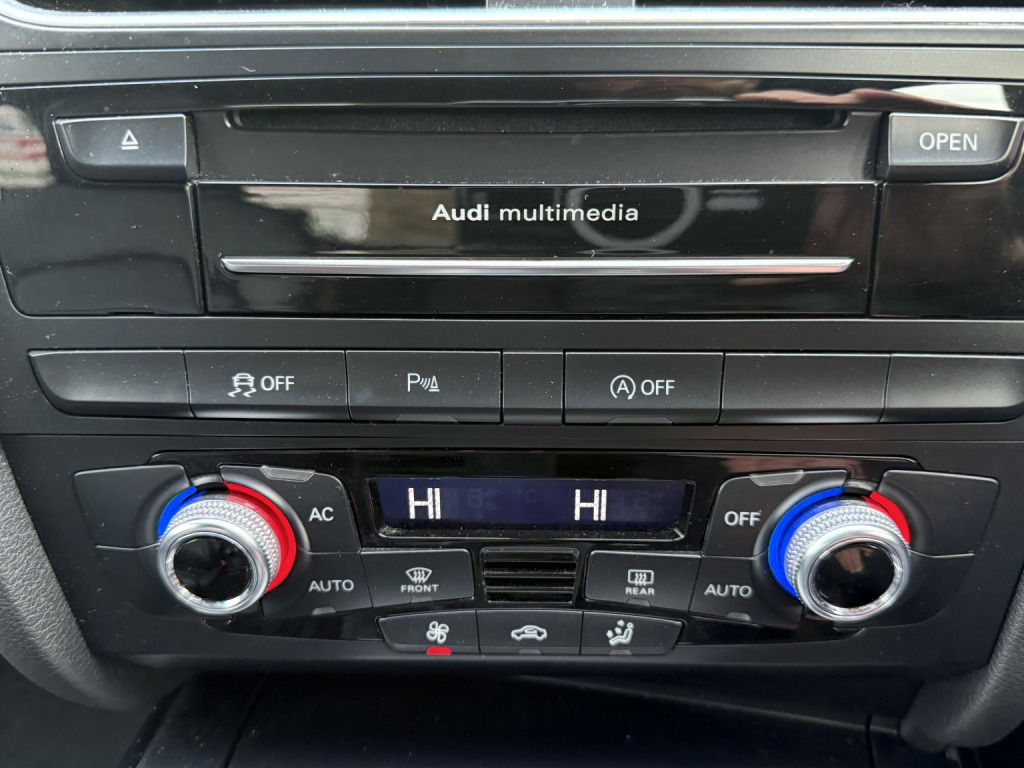 OPEN
Audi multimedia
OFF P A OFF
HI HI
AC OFF
AUTO FRONT REAR AUTO